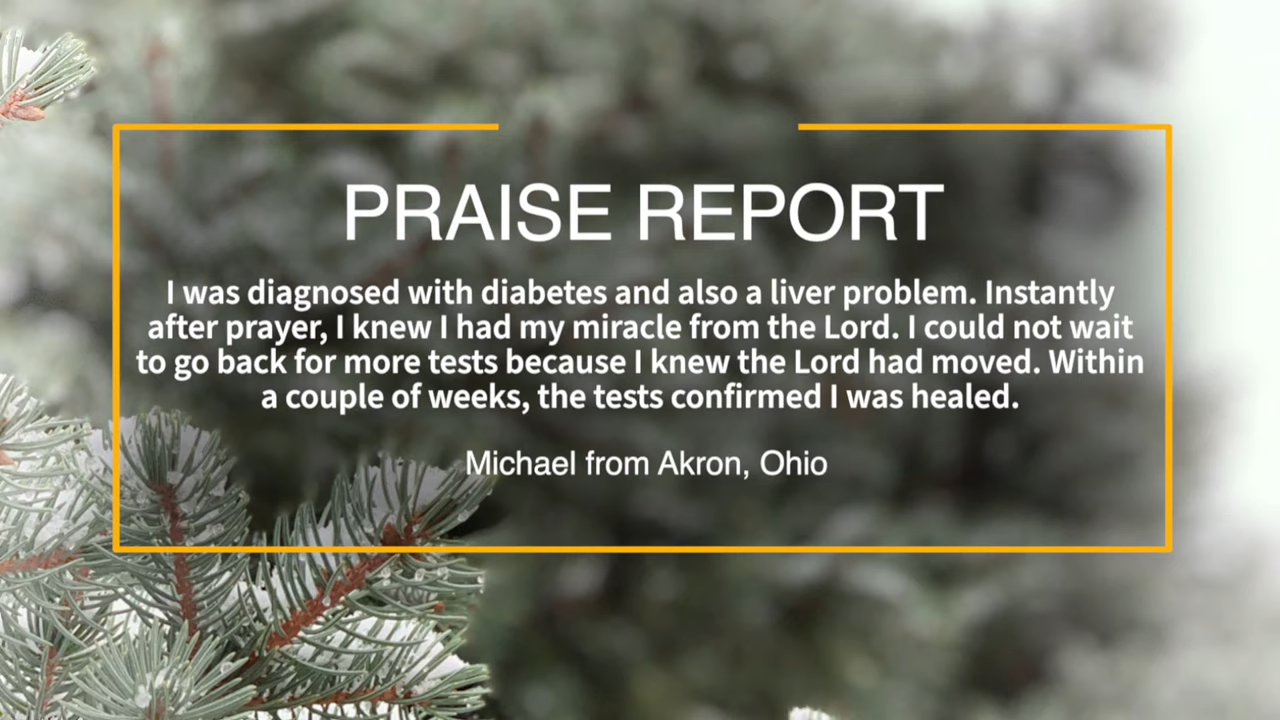 PRAISE REPORT
I was diagnosed with diabetes and also a liver problem. Instantly
after prayer, I knew I had my miracle from the Lord. I could not wait
to go back for more tests because I knew the Lord had moved. Within
a couple of weeks, the tests confirmed I was healed.
Michael from Akron, Ohio